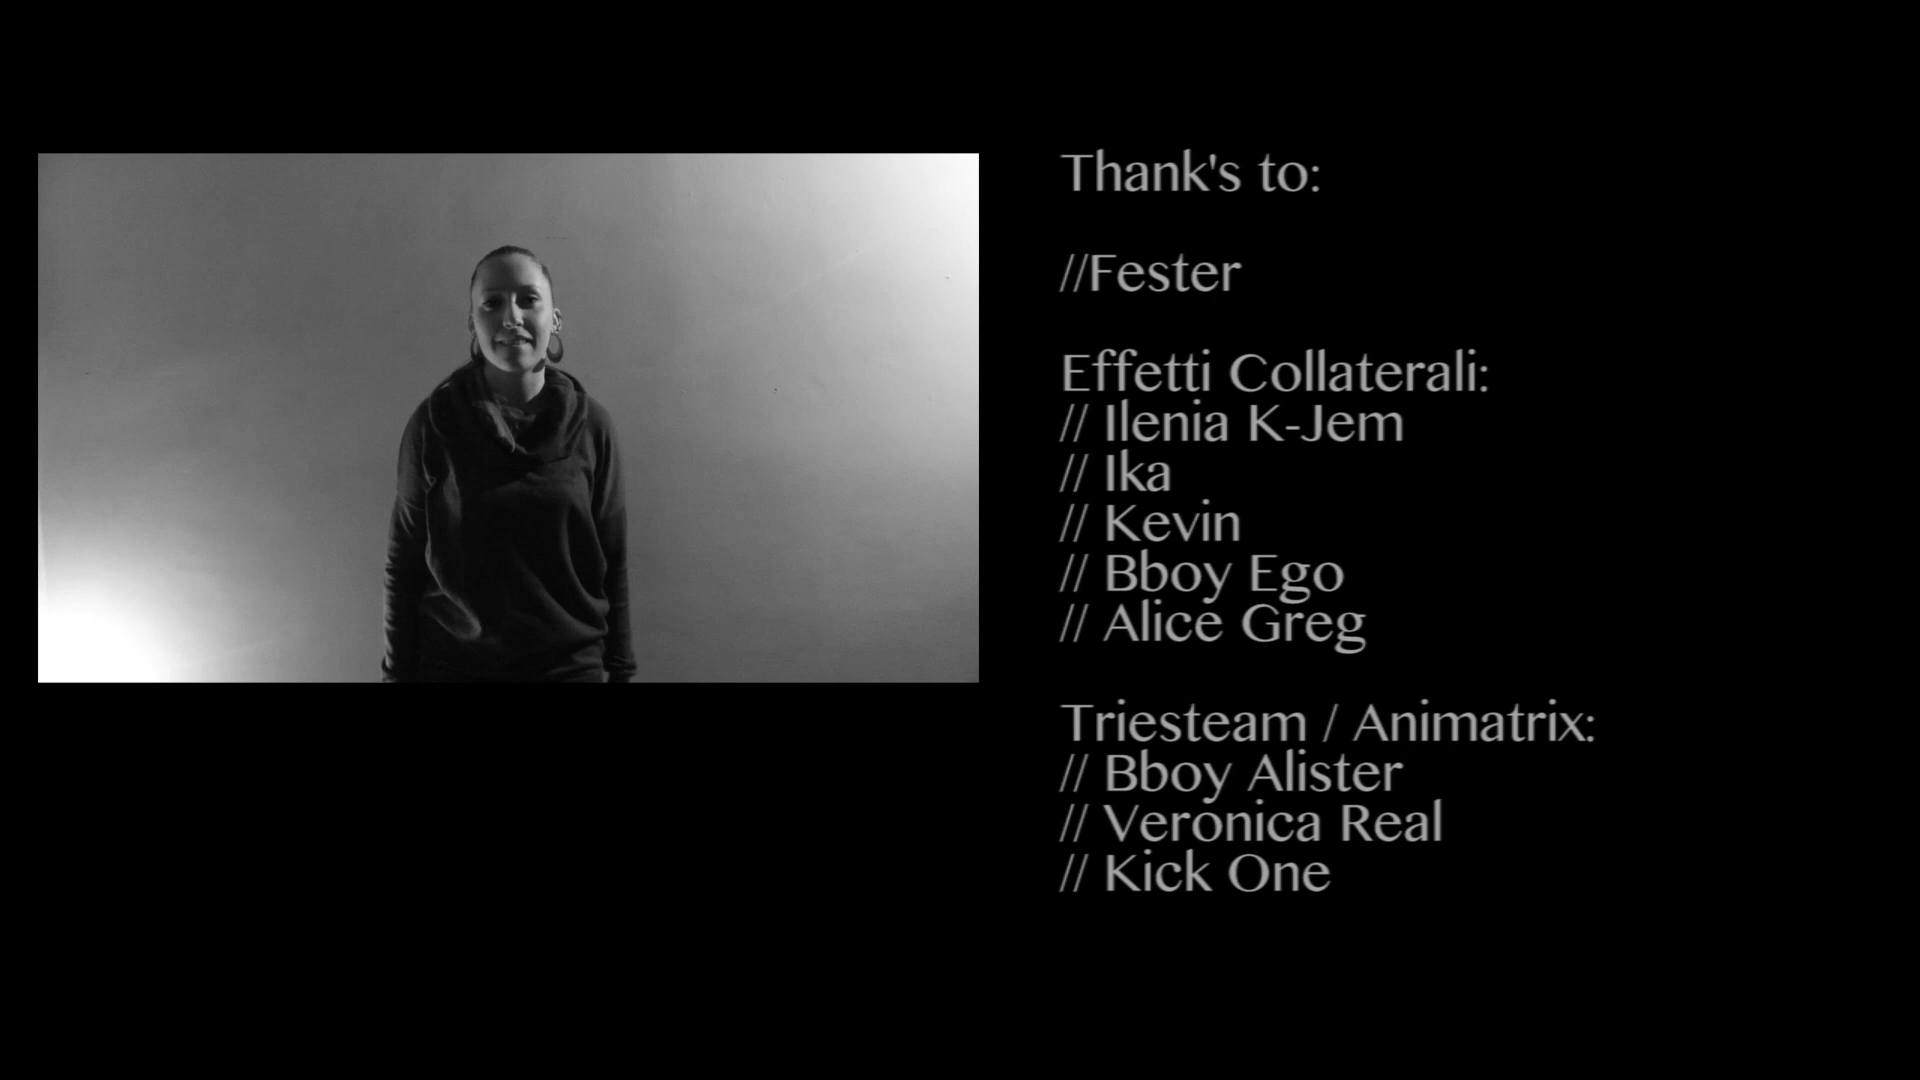 Thank's to:
//Fester
Effetti Collaterali:
// Ilenia K-Jem
// Ika
// Kevin
// Bboy Ego
// Alice Greg
Triesteam / Animatrix:
// Bboy Alister
// Veronica Real
// Kick One